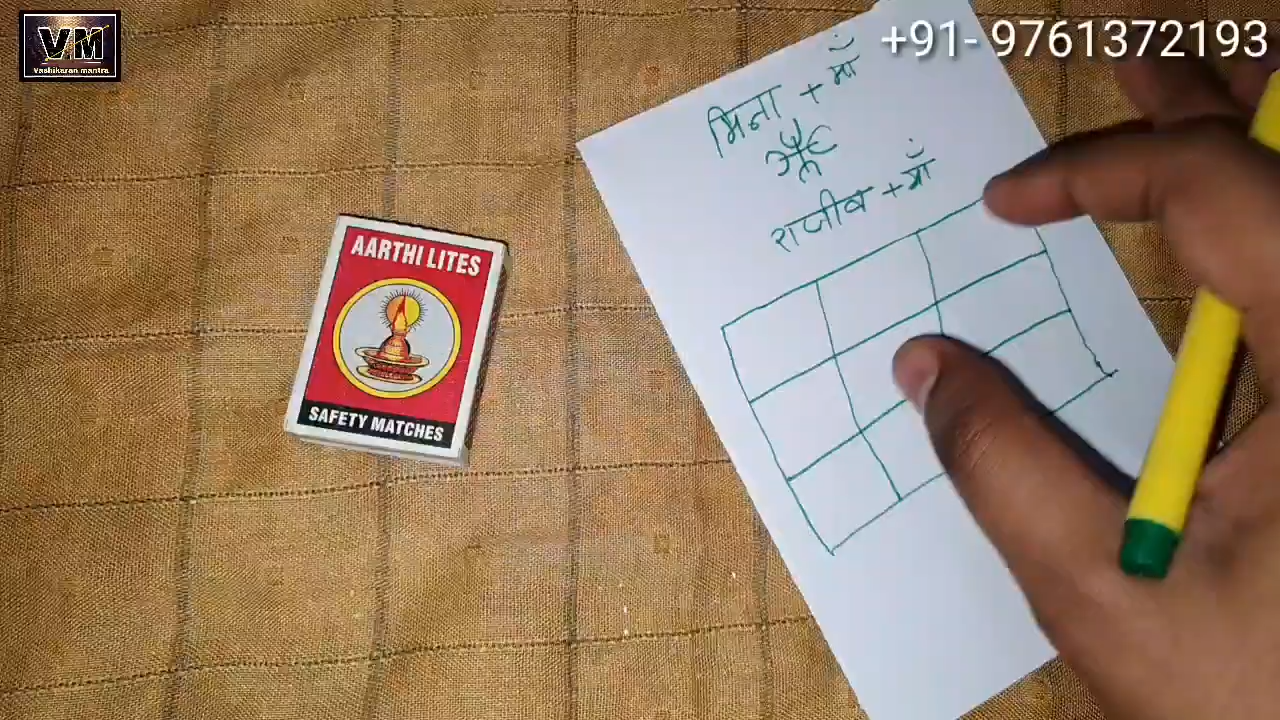 VM
Vashikaran mantra
+91- 9761372193
मिना + माँ
राजीव + माँ
AARTHI LITES
SAFETY MATCHES